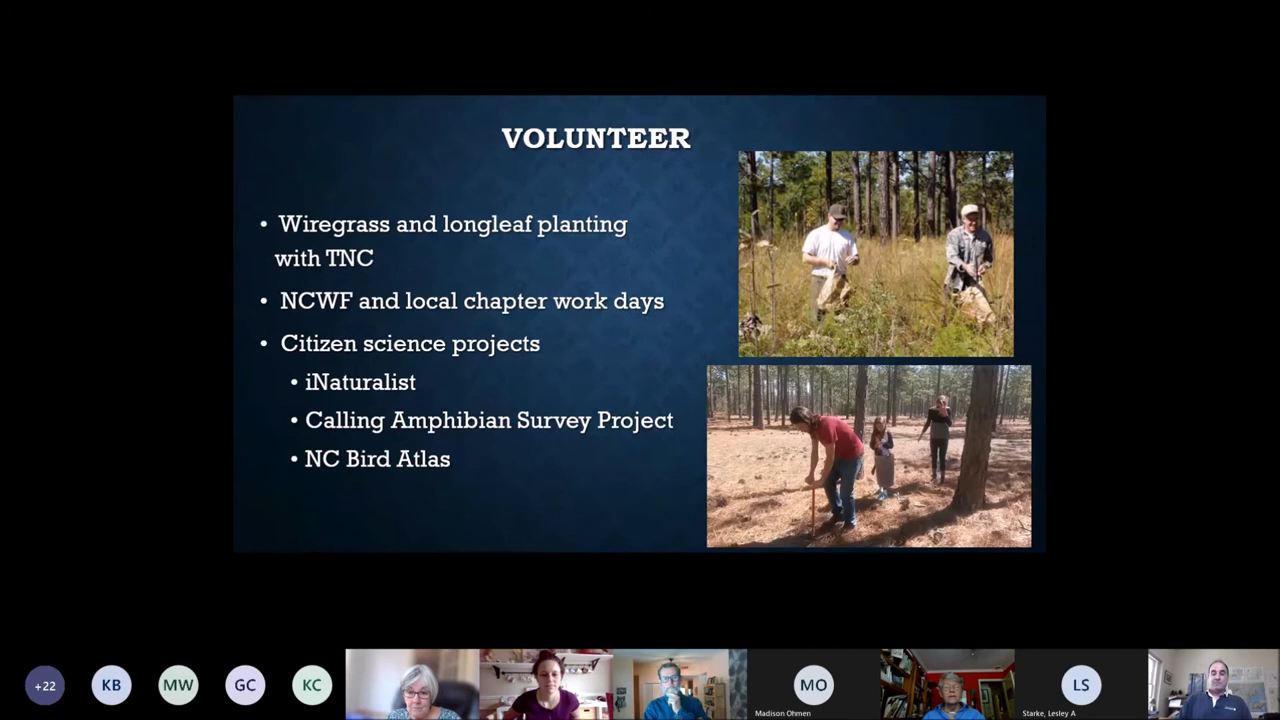 VOLUNTEER
• Wiregrass and longleaf planting
with TNC
• NCWF and local chapter work days
• Citizen science projects
• iNaturalist
• Calling Amphibian Survey Project
• NC Bird Atlas
+22
KB
MW
GC
KC
MO
Madison Ohmen
LS
Starke, Lesley A